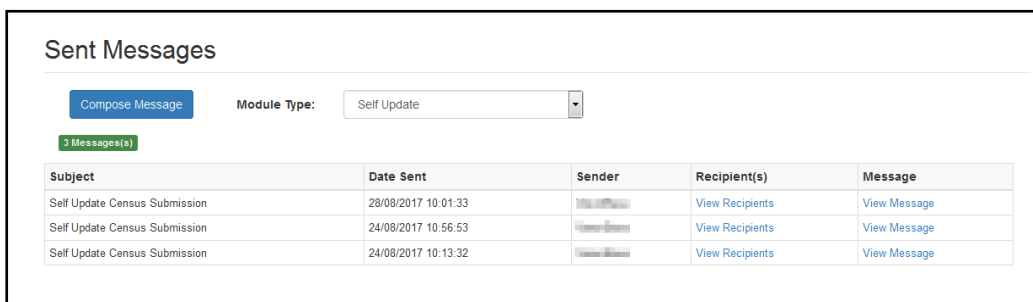 Sent Messages
Compose Message Module Type: Self Update
3 Messages(s)
Subject Date Sent Sender Recipient(s) Message
Self Update Census Submission 28/08/2017 10:01:33 View Recipients View Message
Self Update Census Submission 24/08/2017 10:56:53 View Recipients View Message
Self Update Census Submission 24/08/2017 10:13:32 View Recipients View Message